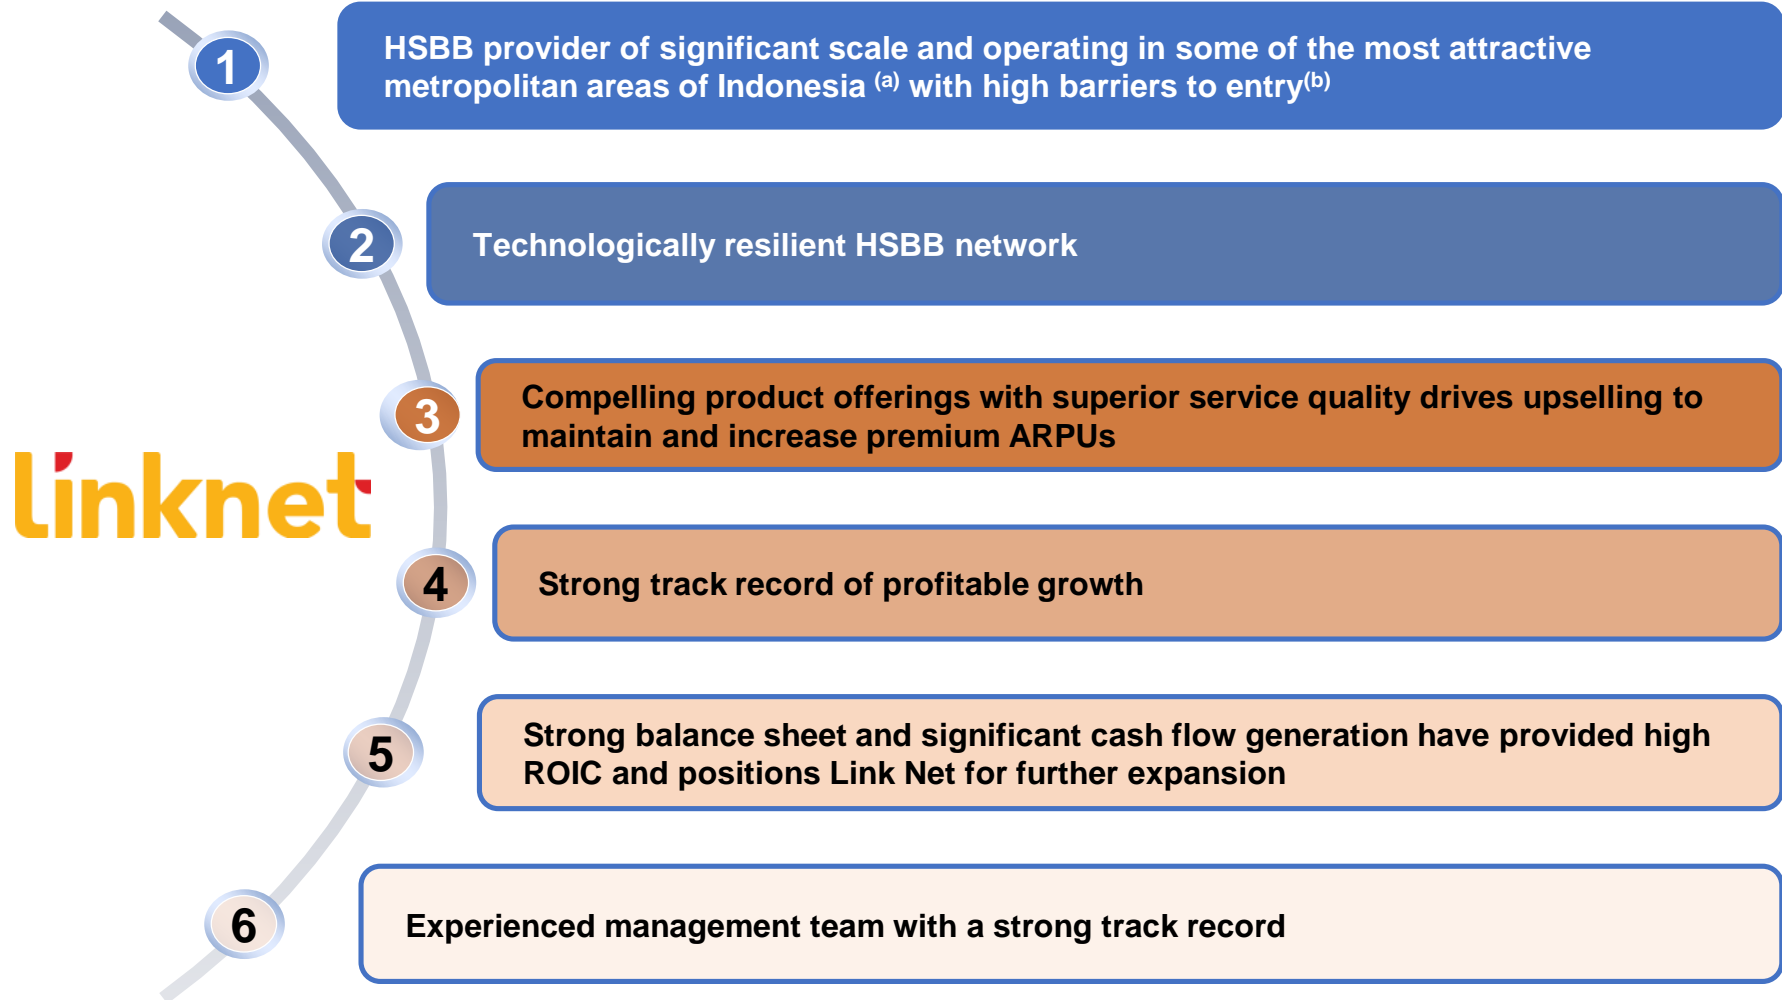 1
HSBB provider of significant scale and operating in some of the most attractive
metropolitan areas of Indonesia (a) with high barriers to entry(b)
2
Technologically resilient HSBB network
3
Compelling product offerings with superior service quality drives upselling to
maintain and increase premium ARPUs
linknet
4
Strong track record of profitable growth
5
Strong balance sheet and significant cash flow generation have provided high
ROIC and positions Link Net for further expansion
6
Experienced management team with a strong track record